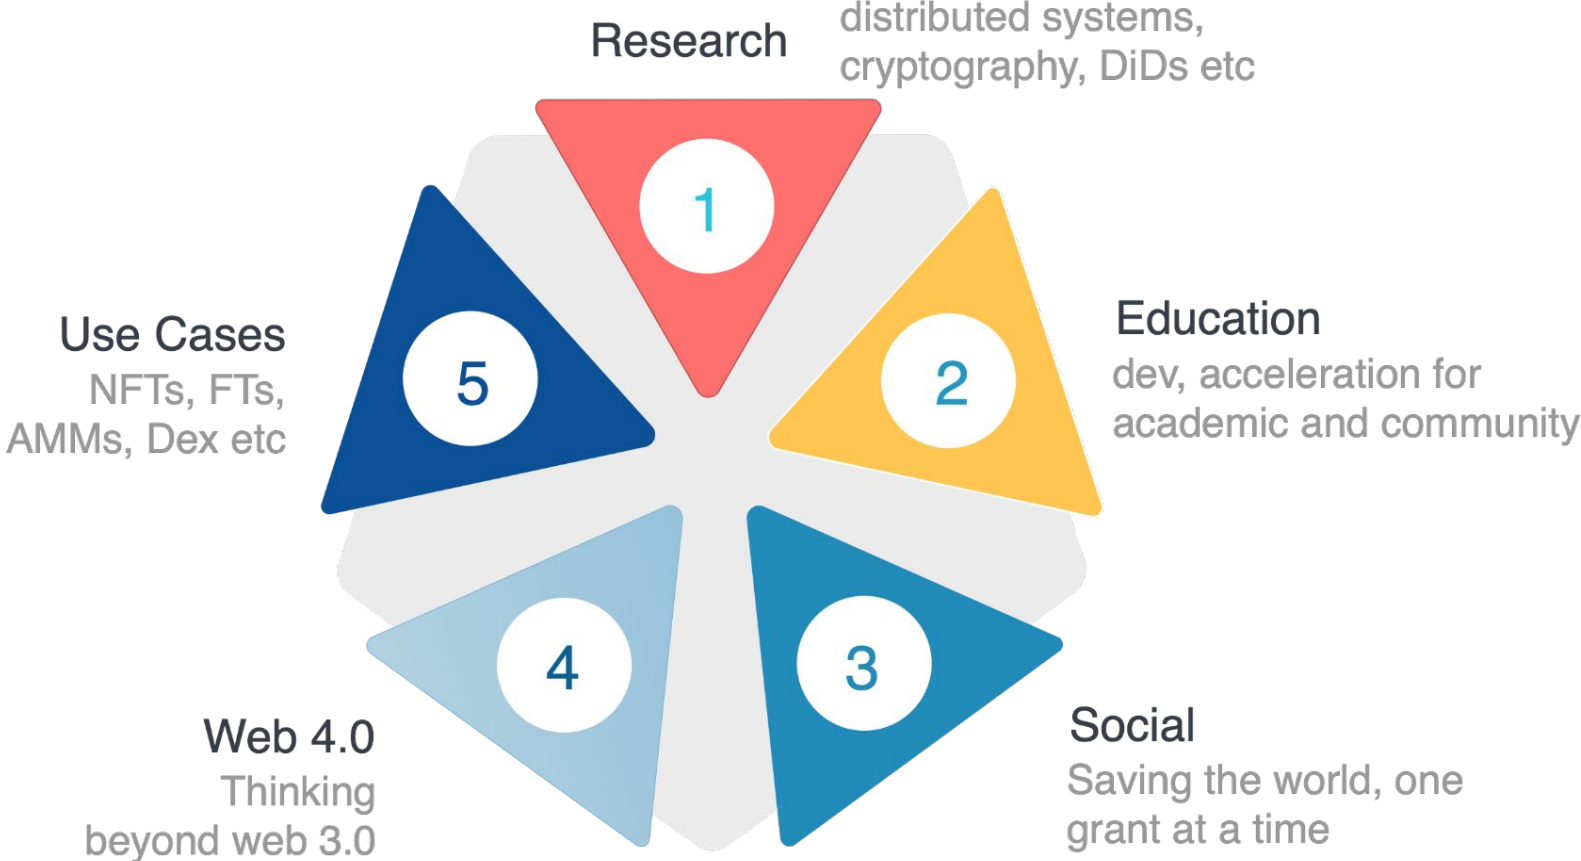 Research
distributed systems,
cryptography, DiDs etc
1
2
Education
dev, acceleration for
academic and community
3
Social
Saving the world, one
grant at a time
4
Web 4.0
Thinking
beyond web 3.0
5
Use Cases
NFTs, FTs,
AMMs, Dex etc